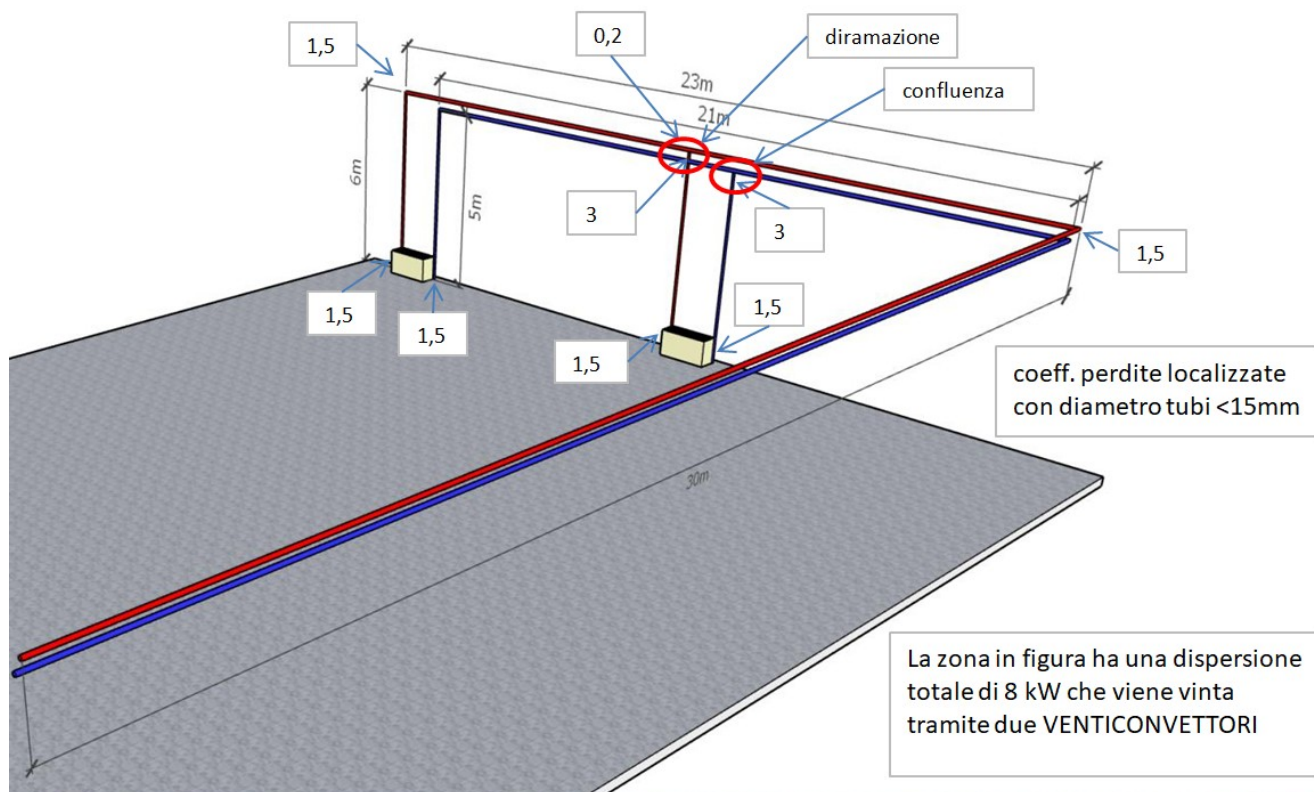 0,2
diramazione
1,5
23m
confluenza
21m
6m
5m
3
3
1,5
1,5
1,5
1,5
1,5
30m
coeff. perdite localizzate
con diametro tubi <15mm
La zona in figura ha una dispersione
totale di 8 kW che viene vinta
tramite due VENTICONVETTORI